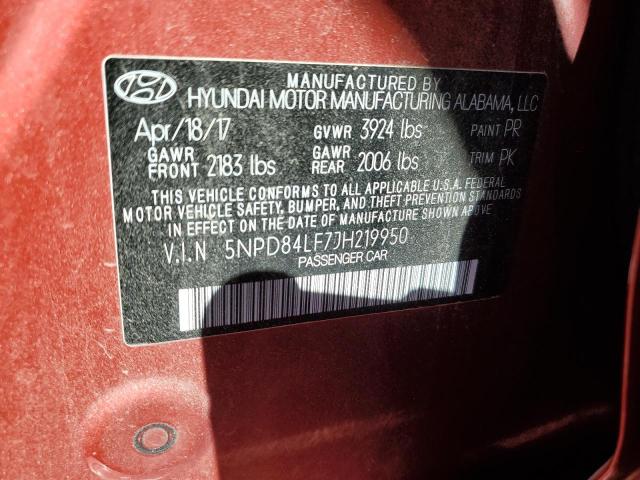 MANUFACTURED BY
HYUNDAI MOTOR MANUFACTURING ALABAMA, LLC
Apr/18/17 GVWR 3924 lbs PAINT PR
GAWR FRONT 2183 lbs GAWR REAR 2006 lbs TRIM PK
THIS VEHICLE CONFORMS TO ALL APPLICABLE U.S.A. FEDERAL
MOTOR VEHICLE SAFETY, BUMPER, AND THEFT PREVENTION STANDARDS
IN EFFECT ON THE DATE OF MANUFACTURE SHOWN ABOVE.
V.I.N 5NPD84LF7JH219950
PASSENGER CAR